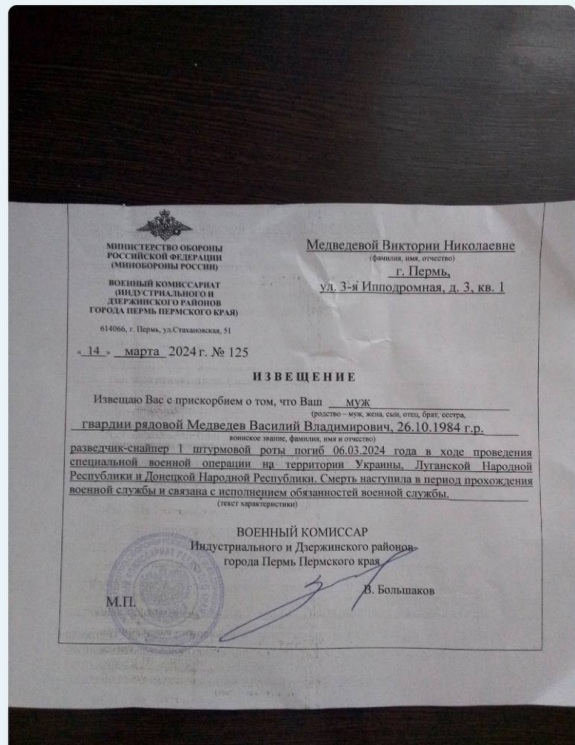 МИНИСТЕРСТВО ОБОРОНЫ
РОССИЙСКОЙ ФЕДЕРАЦИИ
(МИНОБОРОНЫ РОССИИ)
ВОЕННЫЙ КОМИССАРИАТ
(ИНДУСТРИАЛЬНОГО И
ДЗЕРЖИНСКОГО РАЙОНОВ
ГОРОДА ПЕРМЬ ПЕРМСКОГО КРАЯ)
614066, г. Пермь, ул.Стахановская, 51
« 14 » марта 2024 г. № 125
Медведевой Виктории Николаевне
(фамилия, имя, отчество)
г. Пермь,
ул. 3-я Ипподромная, д. 3, кв. 1
ИЗВЕЩЕНИЕ
Извещаю Вас с прискорбием о том, что Ваш муж
(родство – муж, жена, сын, отец, брат, сестра,
гвардии рядовой Медведев Василий Владимирович, 26.10.1984 г.р.
воинское звание, фамилия, имя и отчество)
разведчик-снайпер 1 штурмовой роты погиб 06.03.2024 года в ходе проведения
специальной военной операции на территории Украины, Луганской Народной
Республики и Донецкой Народной Республики. Смерть наступила в период прохождения
военной службы и связана с исполнением обязанностей военной службы.
(текст характеристики)
ВОЕННЫЙ КОМИССАР
Индустриального и Дзержинского районов
города Пермь Пермского края
В. Большаков
М.П.